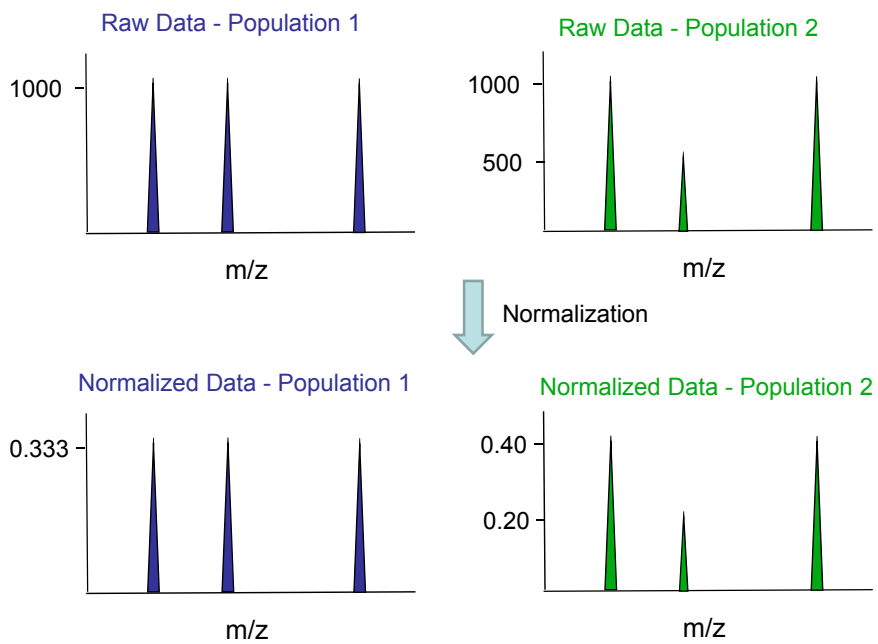 Raw Data - Population 1
1000
m/z
Raw Data - Population 2
1000
500
m/z
Normalization
Normalized Data - Population 1
0.333
m/z
Normalized Data - Population 2
0.40
0.20
m/z